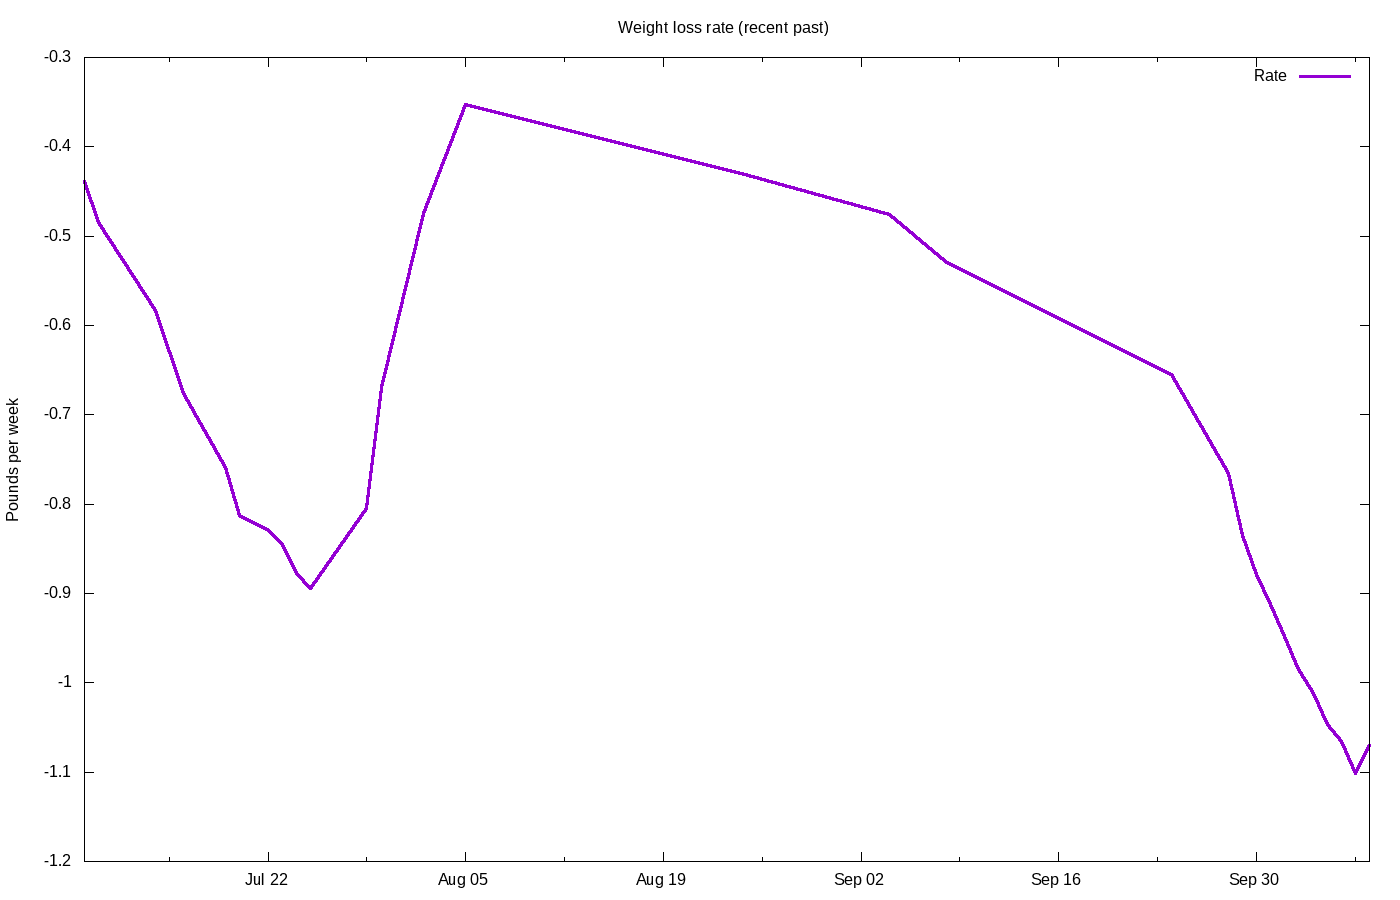 Weight loss rate (recent past)
Rate
-0.3
-0.4
-0.5
-0.6
-0.7
-0.8
-0.9
-1
-1.1
-1.2
Pounds per week
Jul 22
Aug 05
Aug 19
Sep 02
Sep 16
Sep 30